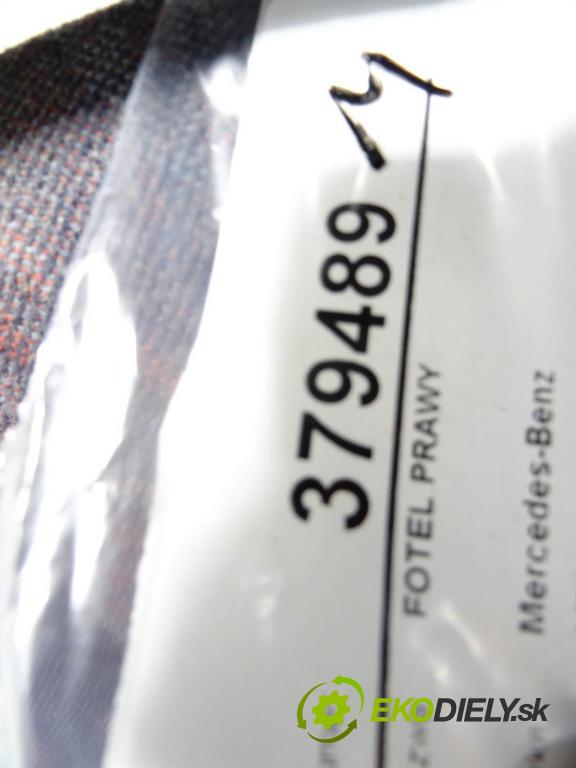 379489 M
FOTEL PRAWY
Mercedes-Benz
EKODIELY.sk